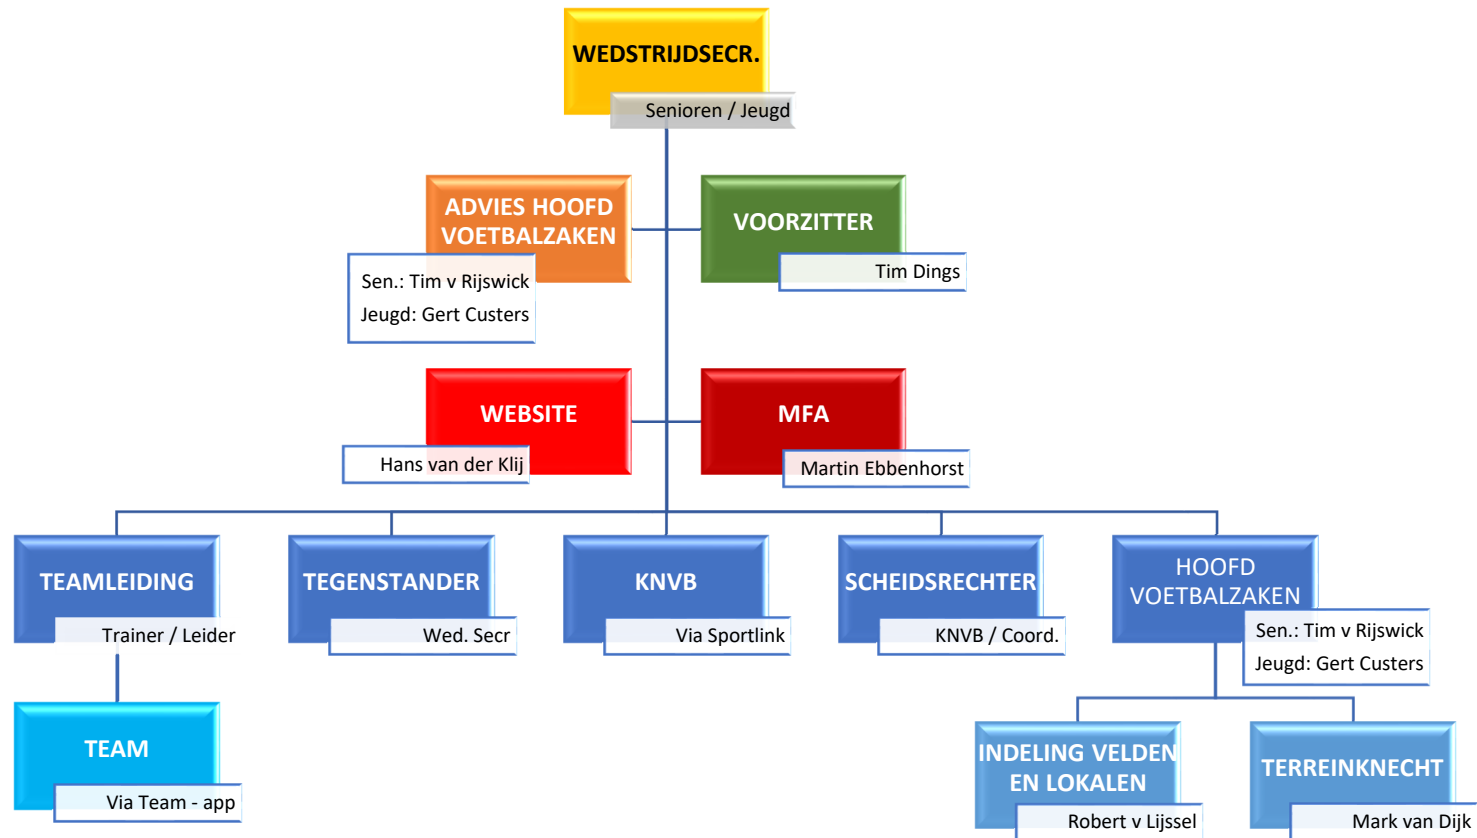 WEDSTRIJDSECR.
Senioren / Jeugd
ADVIES HOOFD
VOETBALZAKEN
Sen.: Tim v Rijswick
Jeugd: Gert Custers
VOORZITTER
Tim Dings
WEBSITE
Hans van der Klij
MFA
Martin Ebbenhorst
TEAMLEIDING
Trainer / Leider
TEGENSTANDER
Wed. Secr
KNVB
Via Sportlink
SCHEIDSRECHTER
KNVB / Coord.
HOOFD
VOETBALZAKEN
Sen.: Tim v Rijswick
Jeugd: Gert Custers
TEAM
Via Team - app
INDELING VELDEN
EN LOKALEN
Robert v Lijssel
TERREINKNECHT
Mark van Dijk